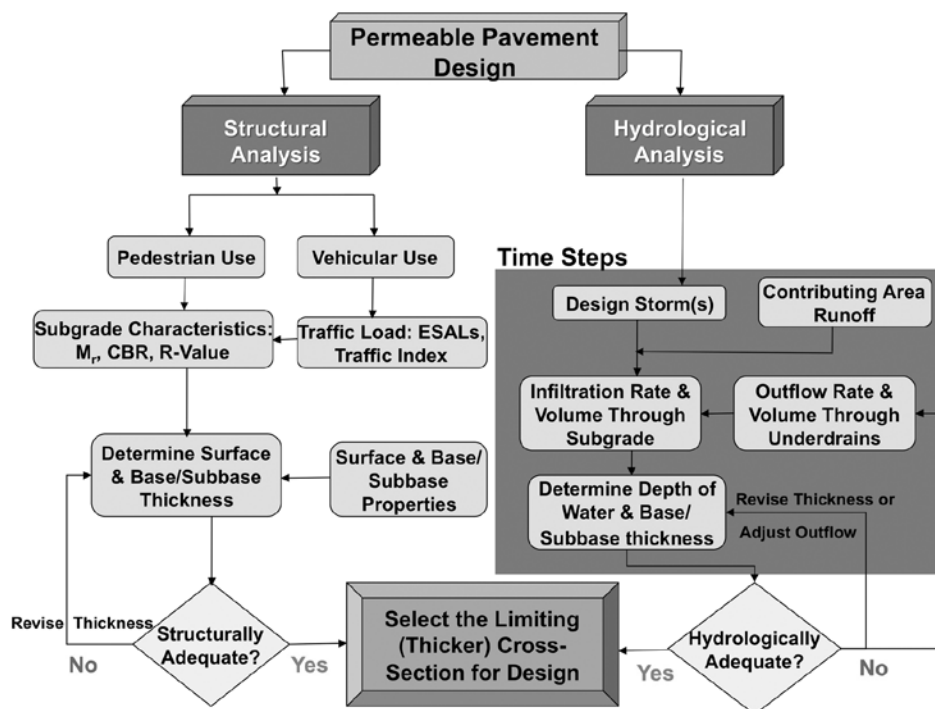 Permeable Pavement
Design
Structural
Analysis
Hydrological
Analysis
Pedestrian Use
Vehicular Use
Subgrade Characteristics:
Mr, CBR, R-Value
Traffic Load: ESALs,
Traffic Index
Determine Surface
& Base/Subbase
Thickness
Surface & Base/
Subbase
Properties
Revise Thickness
No
Structurally
Adequate?
Yes
Time Steps
Design Storm(s)
Contributing Area
Runoff
Infiltration Rate &
Volume Through
Subgrade
Outflow Rate &
Volume Through
Underdrains
Determine Depth of
Water & Base/
Subbase thickness
Revise Thickness or
Adjust Outflow
Hydrologically
Adequate?
Yes
No
Select the Limiting
(Thicker) Cross-
Section for Design